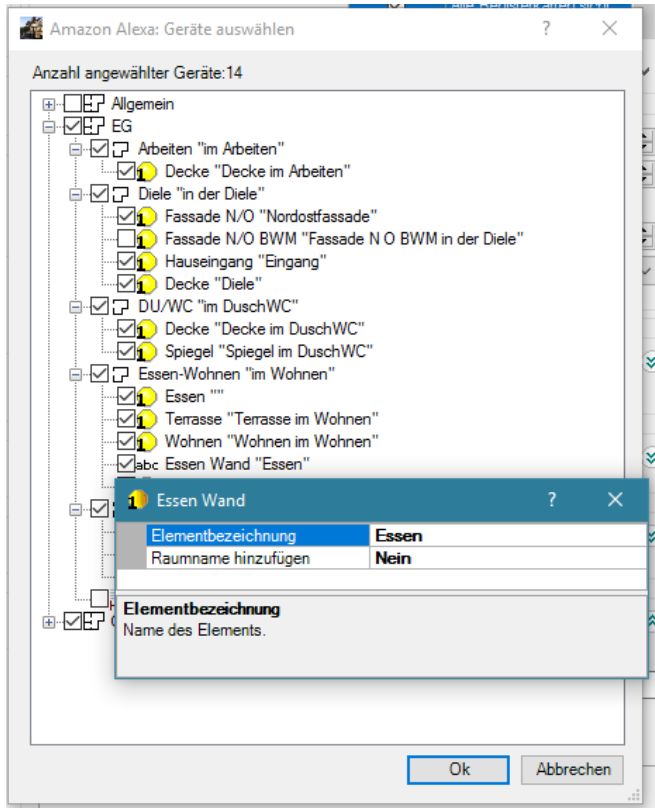 Amazon Alexa: Geräte auswählen
Anzahl angewählter Geräte:14
Allgemein
EG
Arbeiten "im Arbeiten"
Decke "Decke im Arbeiten"
Diele "in der Diele"
Fassade N/O "Nordostfassade"
Fassade N/O BWM "Fassade N O BWM in der Diele"
Hauseingang "Eingang"
Decke "Diele"
DU/WC "im DuschWC"
Decke "Decke im DuschWC"
Spiegel "Spiegel im DuschWC"
Essen-Wohnen "im Wohnen"
Essen ""
Terrasse "Terrasse im Wohnen"
Wohnen "Wohnen im Wohnen"
abc Essen Wand "Essen"
Essen Wand
Elementbezeichnung Essen
Raumname hinzufügen Nein
Elementbezeichnung
Name des Elements.
Ok Abbrechen